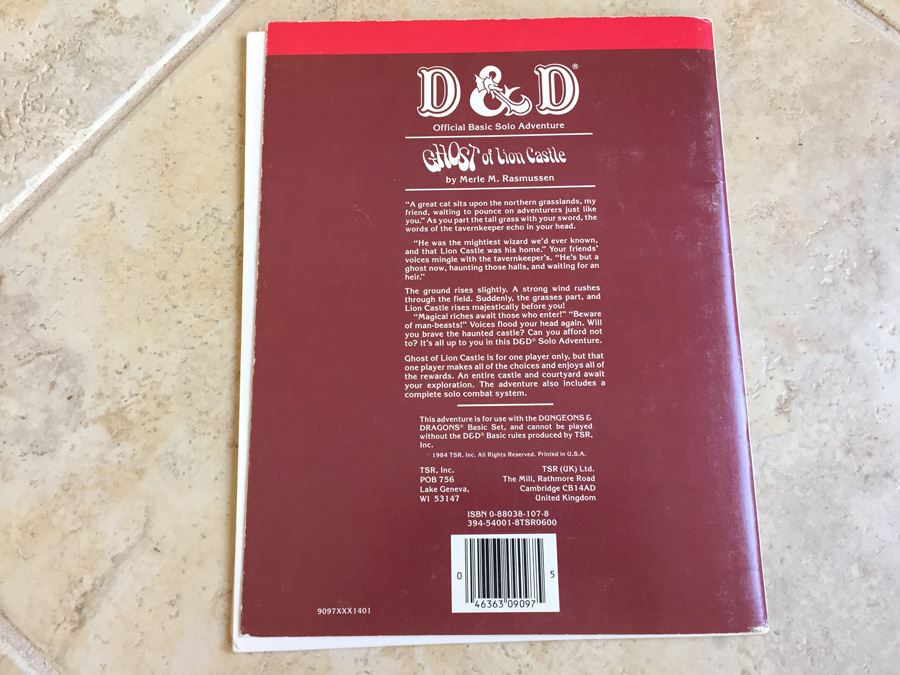 D&D®
Official Basic Solo Adventure
GHOST of Lion Castle
by Merle M. Rasmussen
"A great cat sits upon the northern grasslands, my
friend, waiting to pounce on adventurers just like
you." As you part the tall grass with your sword, the
words of the tavernkeeper echo in your head.
"He was the mightiest wizard we'd ever known,
and that Lion Castle was his home." Your friends'
voices mingle with the tavernkeeper's. "He's but a
ghost now, haunting those halls, and waiting for an
heir."
The ground rises slightly. A strong wind rushes
through the field. Suddenly, the grasses part, and
Lion Castle rises majestically before you!
"Magical riches await those who enter!" "Beware
of man-beasts!" Voices flood your head again. Will
you brave the haunted castle? Can you afford not
to? It's all up to you in this D&D® Solo Adventure.
Ghost of Lion Castle is for one player only, but that
one player makes all of the choices and enjoys all of
the rewards. An entire castle and courtyard await
your exploration. The adventure also includes a
complete solo combat system.
This adventure is for use with the DUNGEONS &
DRAGONS® Basic Set, and cannot be played
without the D&D® Basic rules produced by TSR,
Inc.
© 1984 TSR, Inc. All Rights Reserved. Printed in U.S.A.
TSR, Inc.
POB 756
Lake Geneva,
WI 53147
TSR (UK) Ltd.
The Mill, Rathmore Road
Cambridge CB14AD
United Kingdom
ISBN 0-88038-107-8
394-54001-8TSR0600
0 46363 09097 5
9097XXX1401